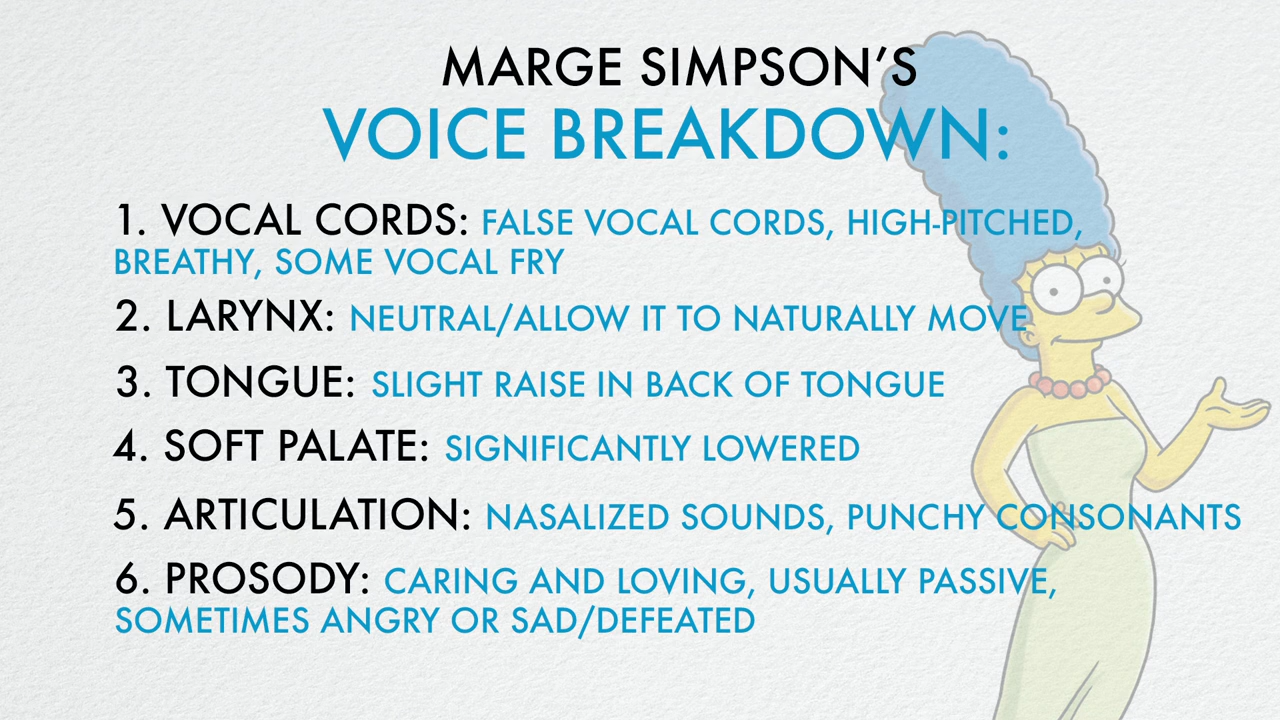 MARGE SIMPSON’S
VOICE BREAKDOWN:
1. VOCAL CORDS: FALSE VOCAL CORDS, HIGH-PITCHED,
BREATHY, SOME VOCAL FRY
2. LARYNX: NEUTRAL/ALLOW IT TO NATURALLY MOVE
3. TONGUE: SLIGHT RAISE IN BACK OF TONGUE
4. SOFT PALATE: SIGNIFICANTLY LOWERED
5. ARTICULATION: NASALIZED SOUNDS, PUNCHY CONSONANTS
6. PROSODY: CARING AND LOVING, USUALLY PASSIVE,
SOMETIMES ANGRY OR SAD/DEFEATED